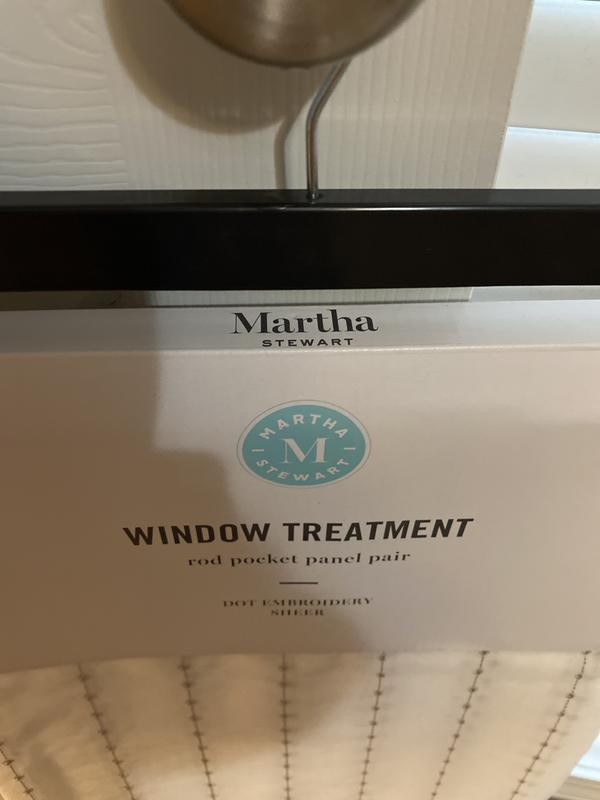 Martha
STEWART
MARTHA
M
STEWART
WINDOW TREATMENT
rod pocket panel pair
DOT EMBROIDERY
SHEER